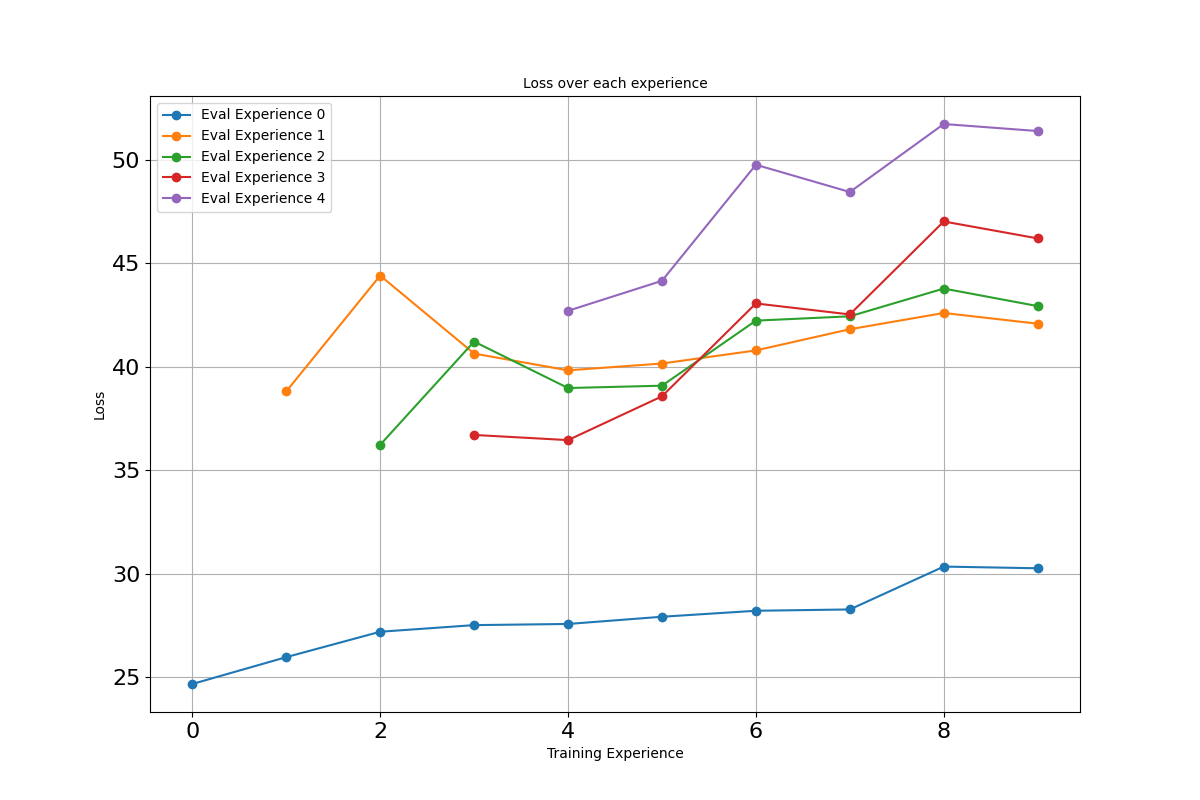 Loss over each experience
Eval Experience 0
Eval Experience 1
Eval Experience 2
Eval Experience 3
Eval Experience 4
50
45
40
35
30
25
Loss
0 2 4 6 8
Training Experience